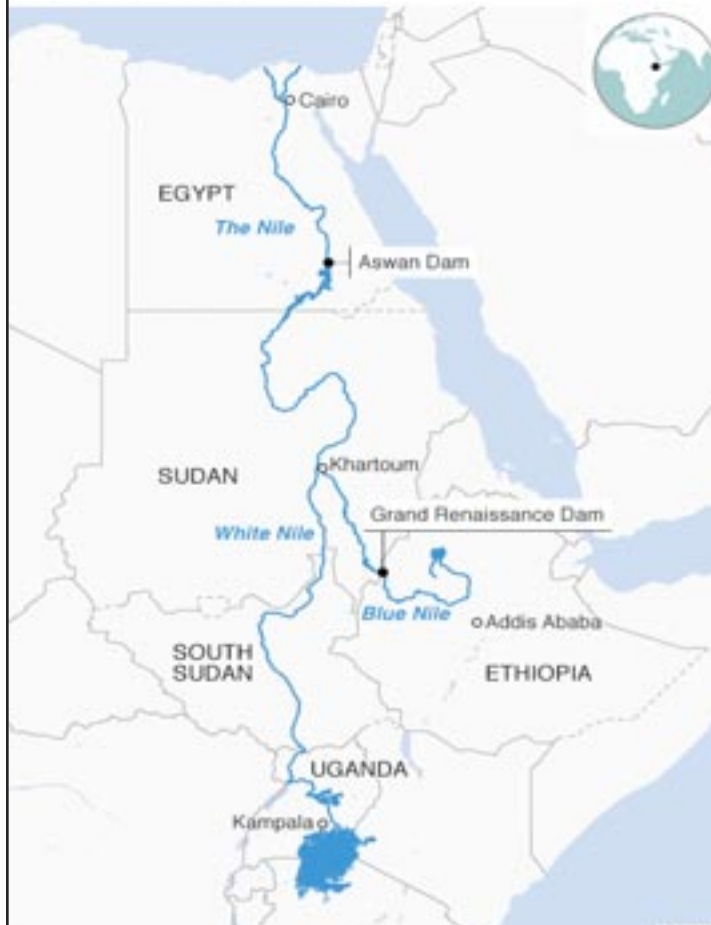 Cairo
EGYPT
The Nile
Aswan Dam
Khartoum
SUDAN
Grand Renaissance Dam
White Nile
Blue Nile
Addis Ababa
SOUTH
SUDAN
ETHIOPIA
UGANDA
Kampala